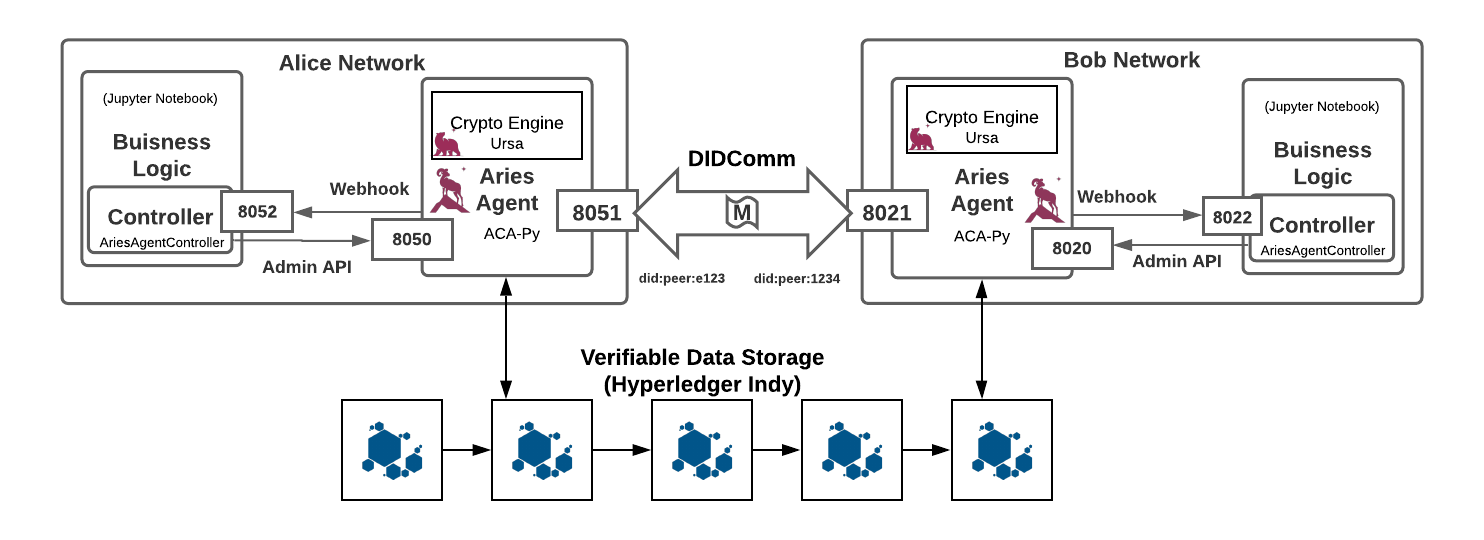 Alice Network
(Jupyter Notebook)
Buisness
Logic
Controller
AriesAgentController
8052
Webhook
8050
Admin API
Crypto Engine
Ursa
Aries
Agent
ACA-Py
8051
DIDComm
M
did:peer:e123
did:peer:1234
Bob Network
8021
Crypto Engine
Ursa
Aries
Agent
ACA-Py
Webhook
8022
8020
Admin API
(Jupyter Notebook)
Buisness
Logic
Controller
AriesAgentController
Verifiable Data Storage
(Hyperledger Indy)